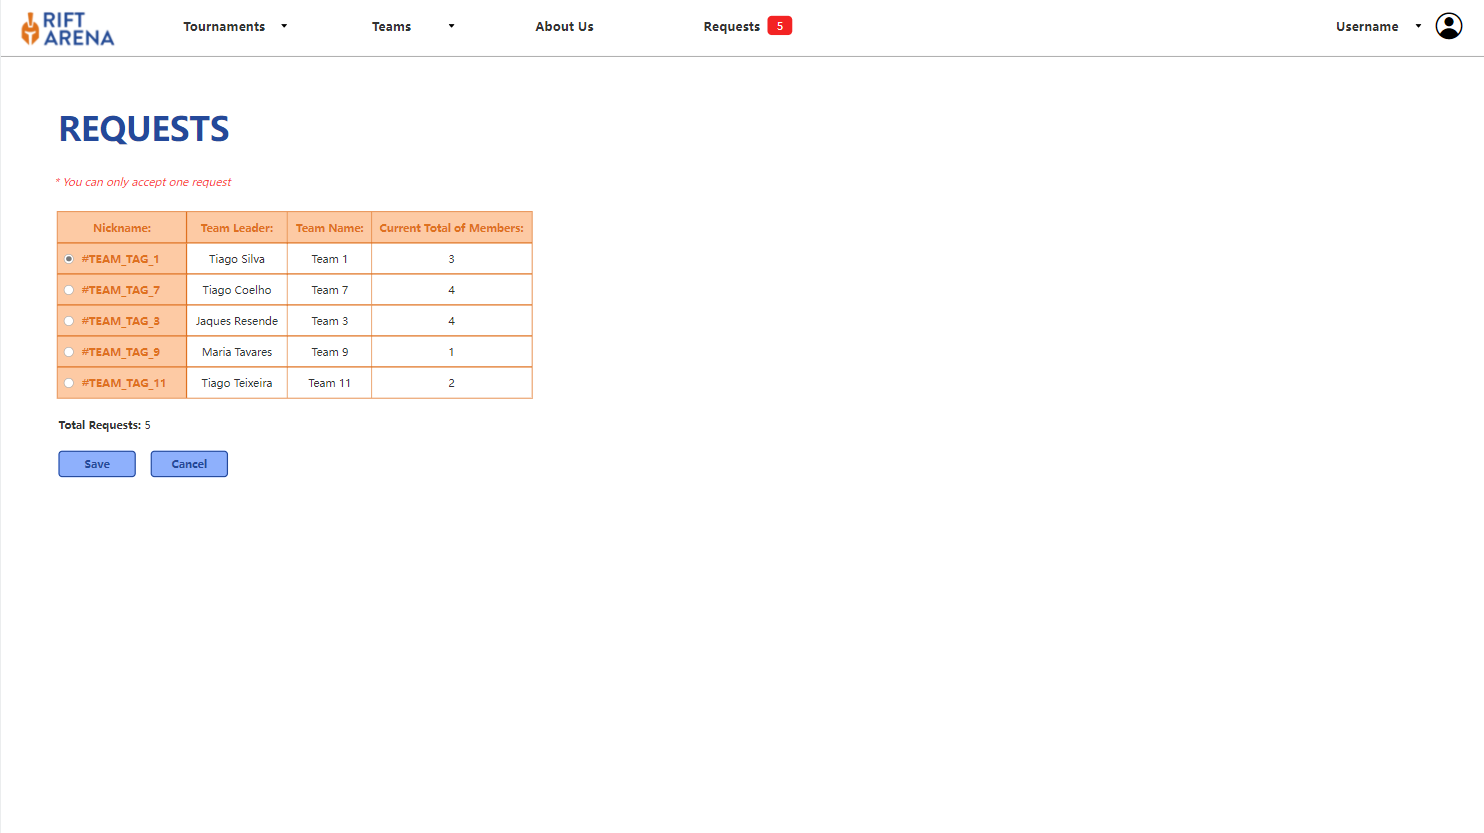 RIFT
ARENA
Tournaments Teams About Us Requests 5 Username
REQUESTS
* You can only accept one request
Nickname: Team Leader: Team Name: Current Total of Members:
#TEAM_TAG_1 Tiago Silva Team 1 3
#TEAM_TAG_7 Tiago Coelho Team 7 4
#TEAM_TAG_3 Jaques Resende Team 3 4
#TEAM_TAG_9 Maria Tavares Team 9 1
#TEAM_TAG_11 Tiago Teixeira Team 11 2
Total Requests: 5
Save Cancel